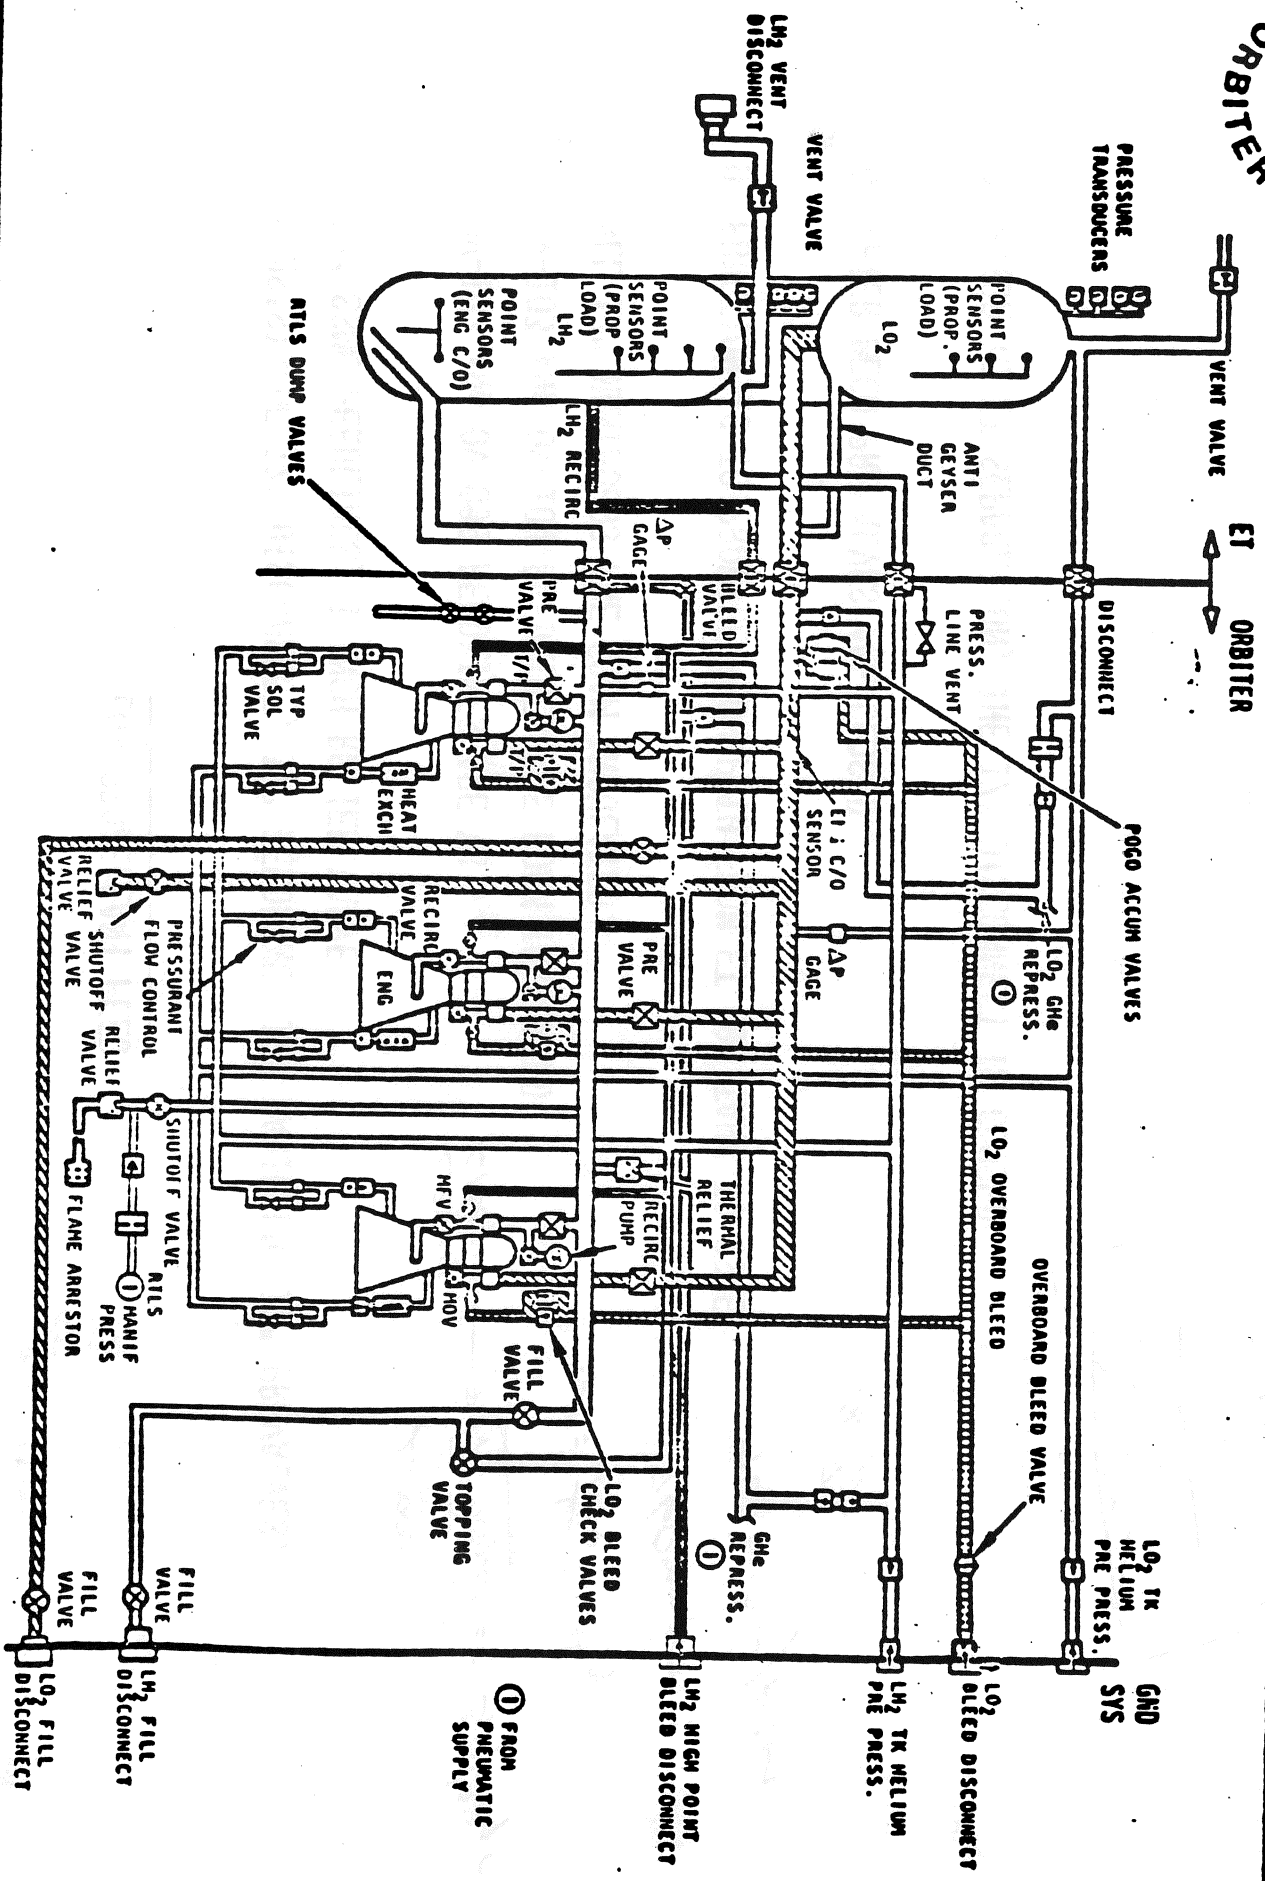 ORBITER
LH₂ VENT
DISCONNECT
VENT VALVE
PRESSURE
TRANSDUCERS
VENT VALVE
ET ORBITER
POINT
SENSORS
(PROP.
LOAD)
LO₂
POINT
SENSORS
(PROP
LOAD)
LH₂
POINT
SENSORS
(ENG C/O)
RTLS DUMP VALVES
LH₂ RECIRC
ANTI
GEYSER
DUCT
ΔP
GAGE
BLEED
VALVE
PRE
VALVE
DISCONNECT
PRESS.
LINE VENT
T/P
T/P
TYP
SOL
VALVE
HEAT
EXCH
C/O
SENSOR
POGO ACCUM VALVES
RELIEF
VALVE
SHUTOFF
VALVE
PRESSURANT
FLOW CONTROL
RECIRC
VALVE
ENG
PRE
VALVE
ΔP
GAGE
LO₂ GHe
REPRESS.
①
RELIEF
VALVE
SHUTOFF VALVE
FLAME ARRESTOR
RTLS
① MANIF
PRESS
MFV
MOV
RECIRC
PUMP
THERMAL
RELIEF
LO₂ OVERBOARD BLEED
OVERBOARD BLEED VALVE
FILL
VALVE
TOPPING
VALVE
LO₂ BLEED
CHECK VALVES
GHe
REPRESS.
①
LO₂ TK
HELIUM
PRE PRESS.
FILL
VALVE
FILL
VALVE
GND
SYS
LO₂
BLEED DISCONNECT
LH₂ TK HELIUM
PRE PRESS.
LH₂ HIGH POINT
BLEED DISCONNECT
① FROM
PNEUMATIC
SUPPLY
LH₂ FILL
DISCONNECT
LO₂ FILL
DISCONNECT